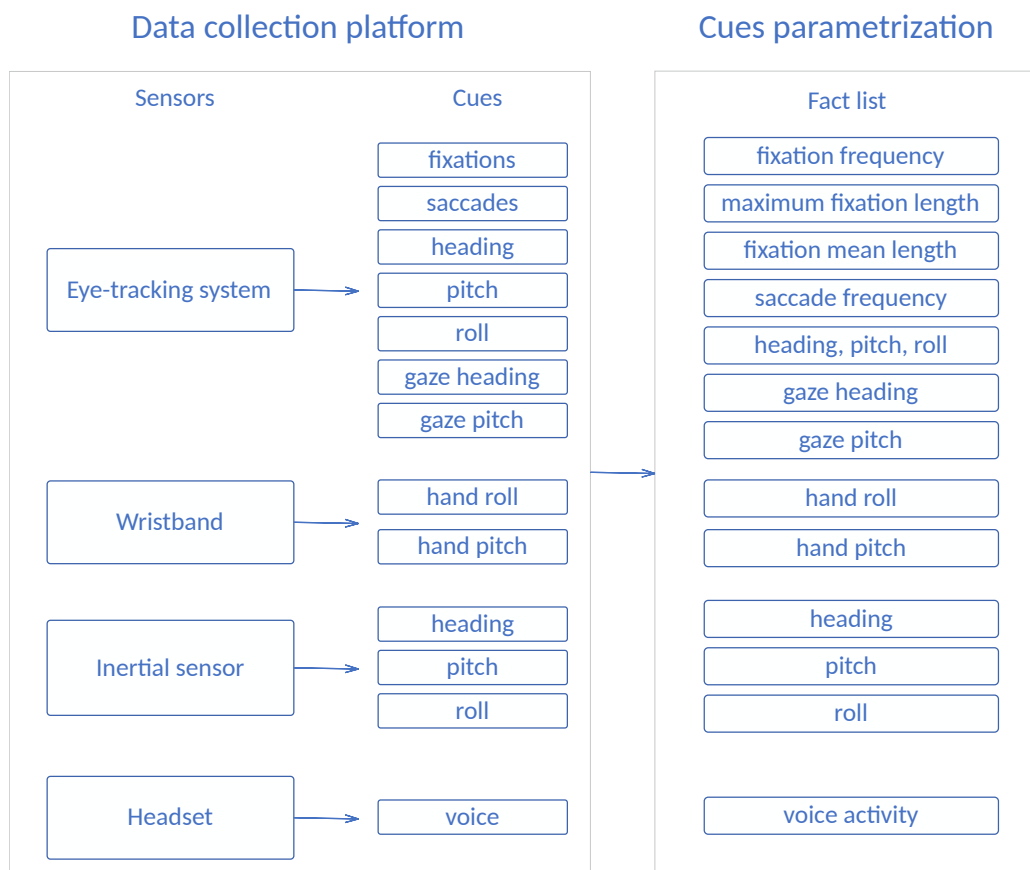 Data collection platform
Sensors
Cues
Eye-tracking system
fixations
saccades
heading
pitch
roll
gaze heading
gaze pitch
Wristband
hand roll
hand pitch
Inertial sensor
heading
pitch
roll
Headset
voice
Cues parametrization
Fact list
fixation frequency
maximum fixation length
fixation mean length
saccade frequency
heading, pitch, roll
gaze heading
gaze pitch
hand roll
hand pitch
heading
pitch
roll
voice activity